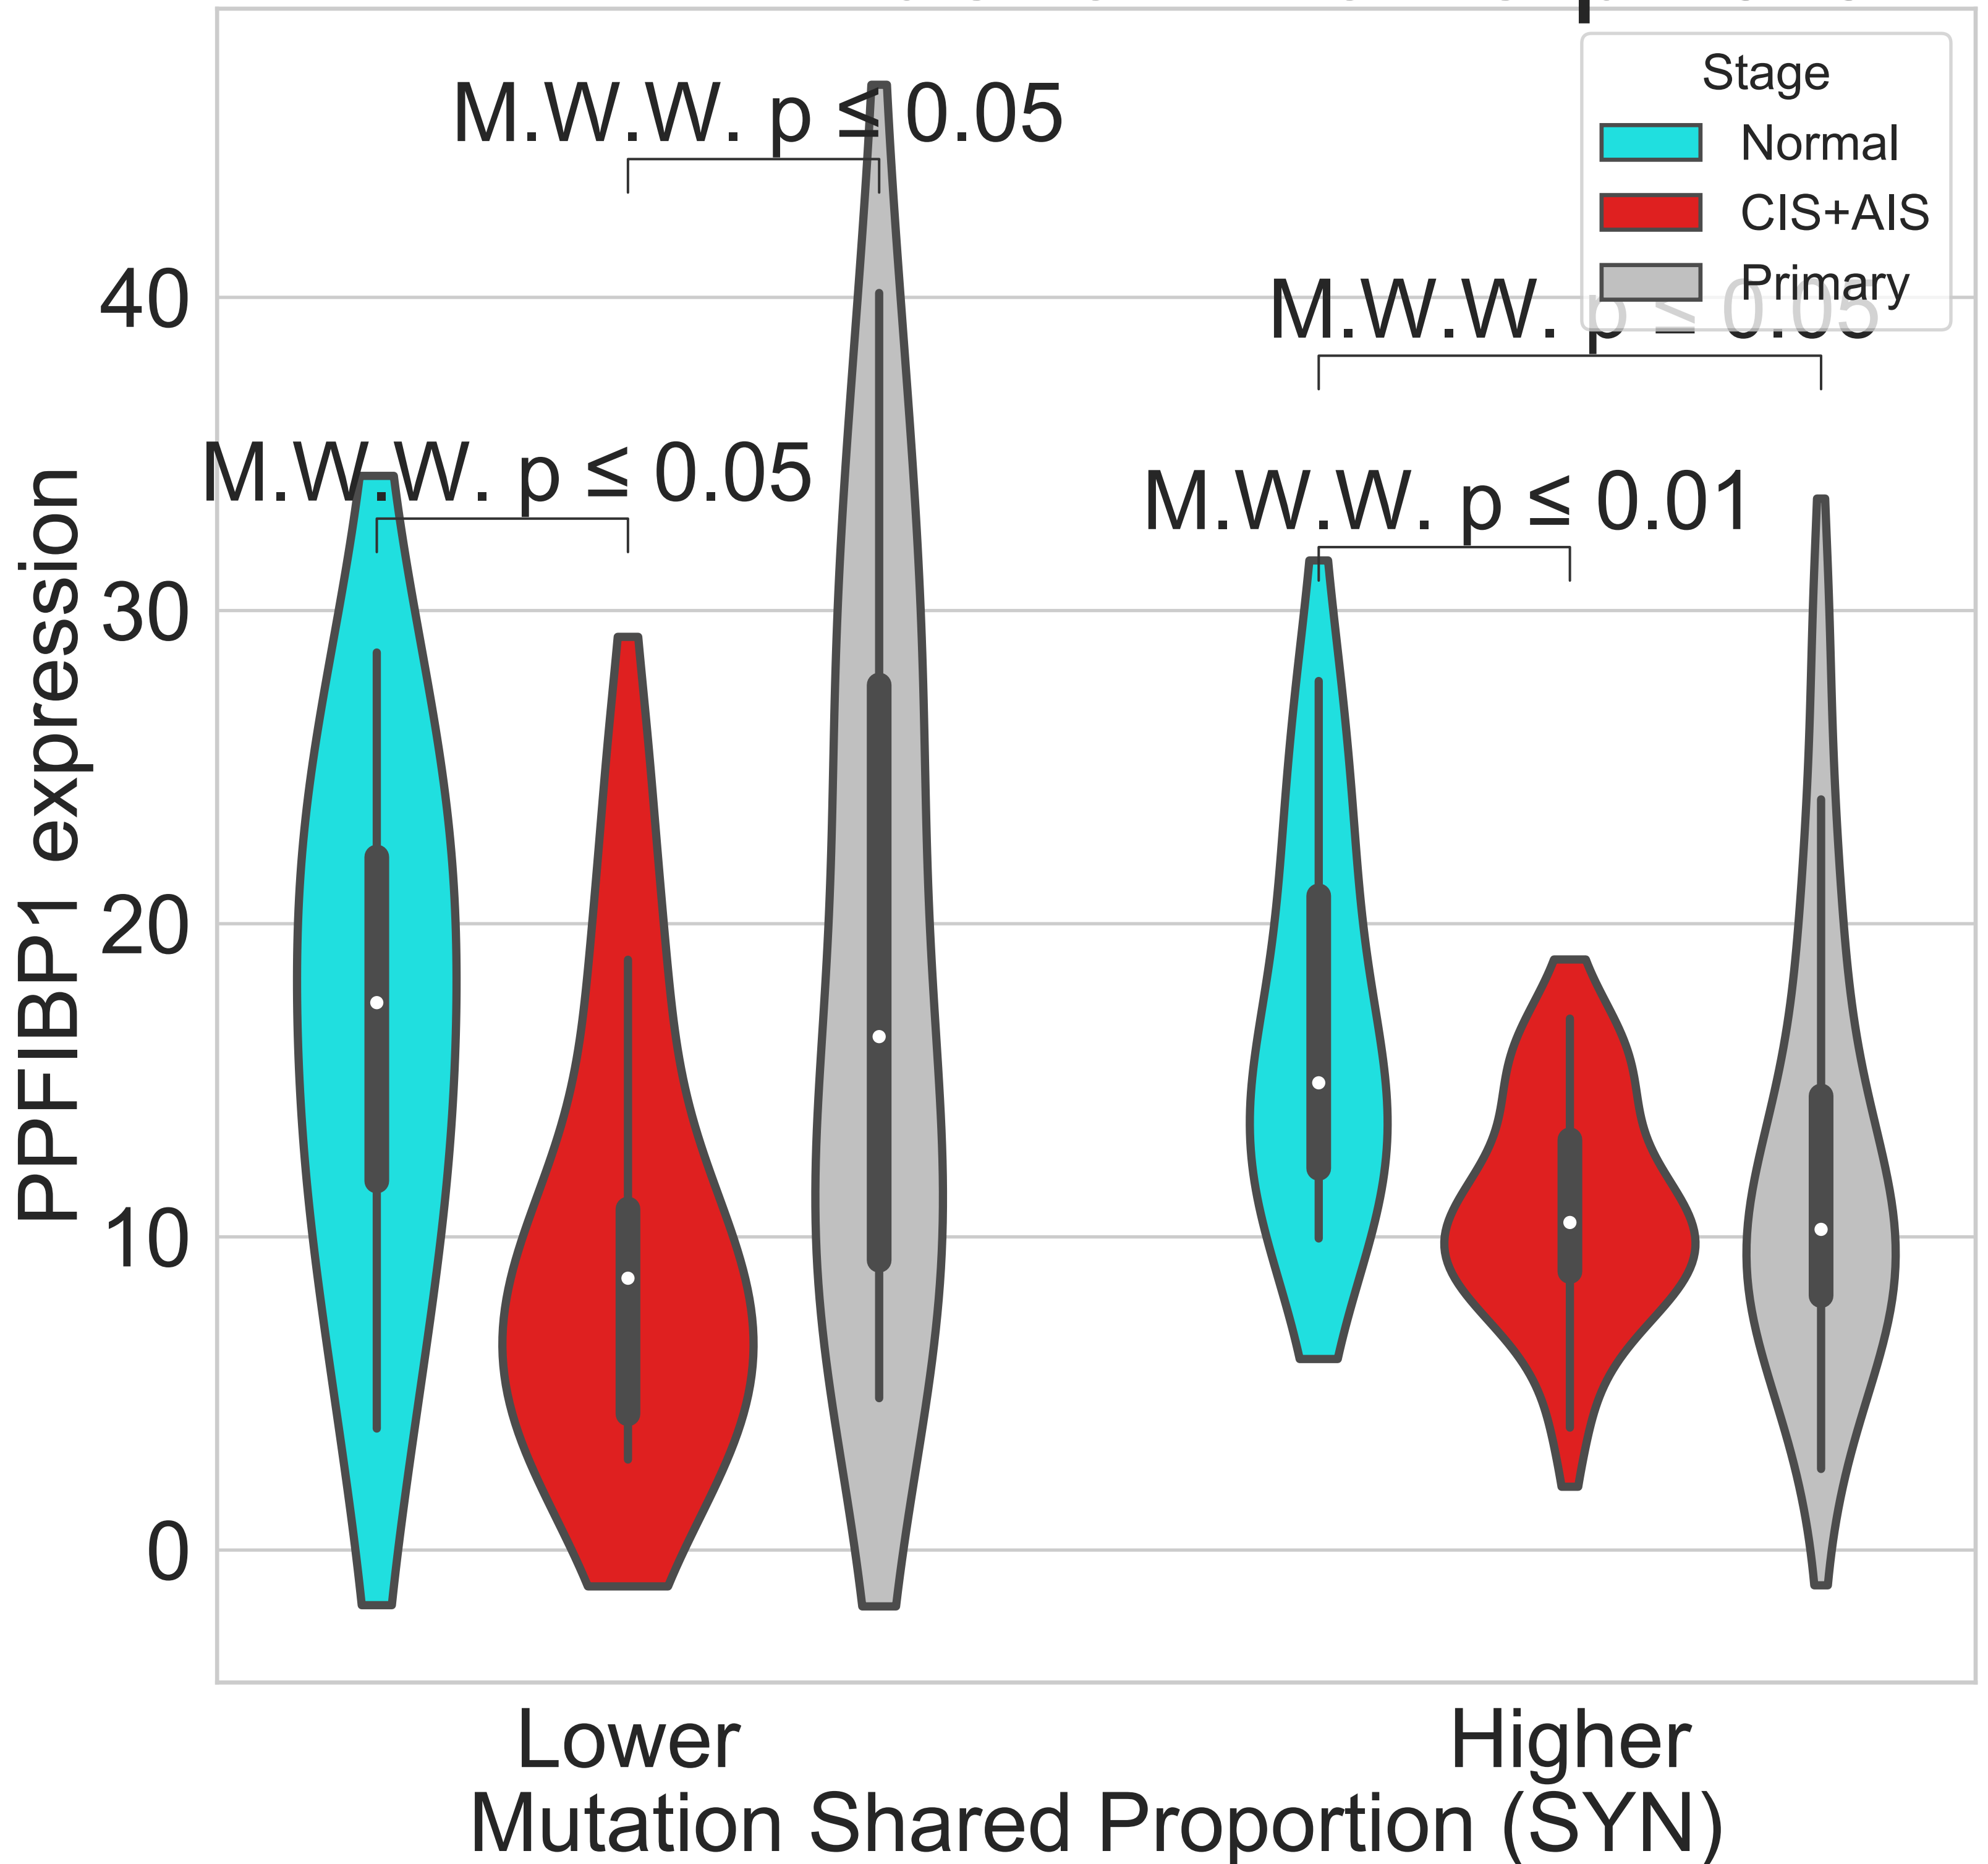 M.W.W. p ≤ 0.05
Stage
Normal
CIS+AIS
Primary
M.W.W. p ≤ 0.05
M.W.W. p ≤ 0.05
M.W.W. p ≤ 0.01
PPFIBP1 expression
40
30
20
10
0
Lower
Higher
Mutation Shared Proportion (SYN)